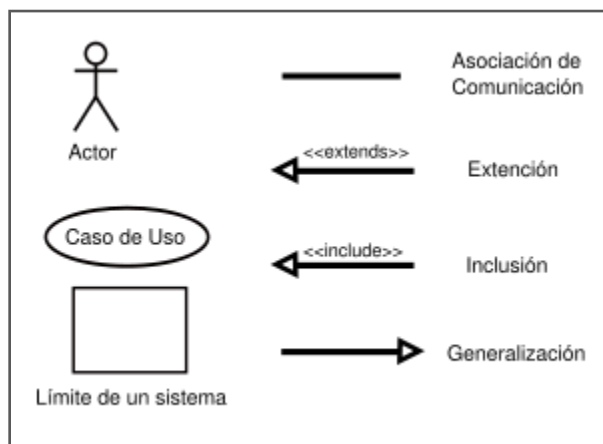 Actor
Asociación de
Comunicación
<<extends>>
Extención
Caso de Uso
<<include>>
Inclusión
Límite de un sistema
Generalización